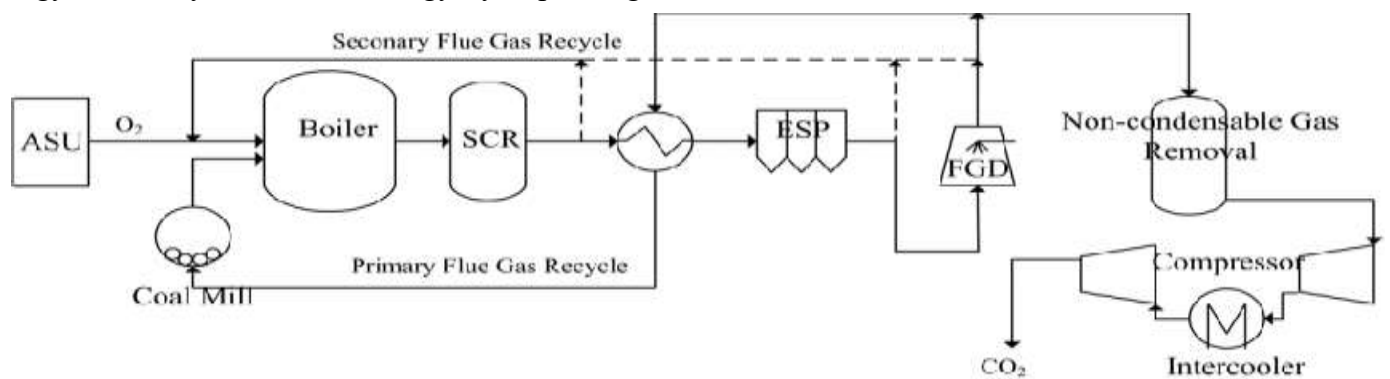 Seconary Flue Gas Recycle
O₂
ASU
Boiler
SCR
ESP
FGD
Non-condensable Gas
Removal
Primary Flue Gas Recycle
Coal Mill
Compressor
CO₂
Intercooler